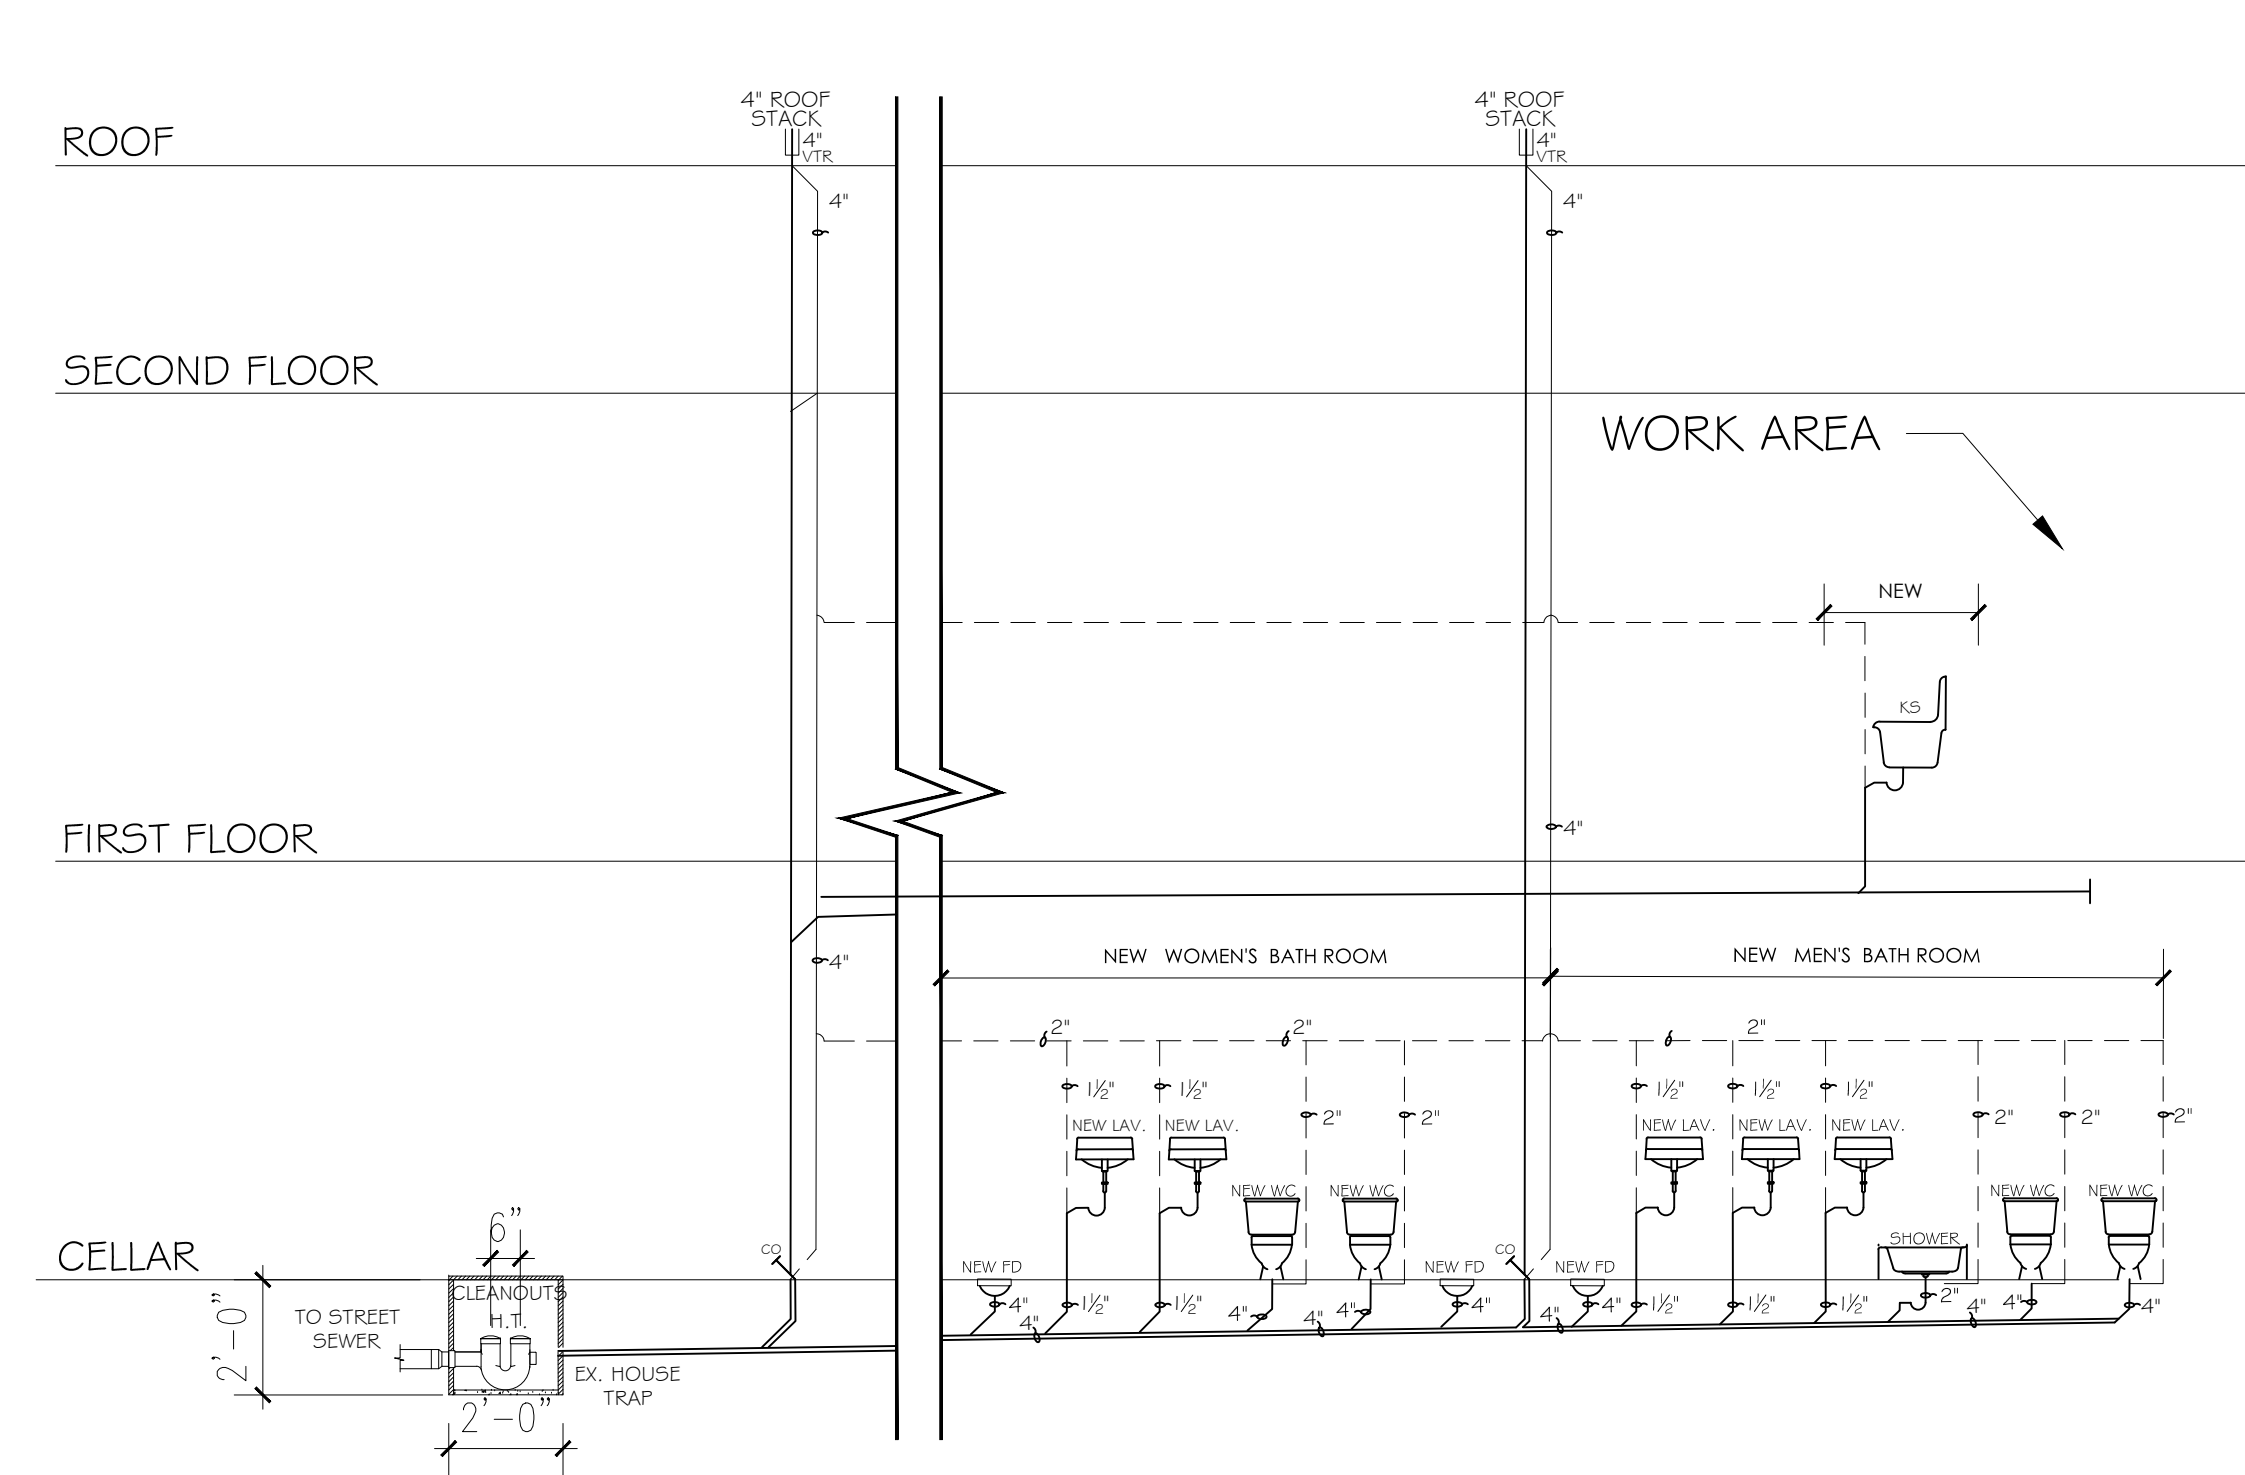 4" ROOF
STACK
4"
VTR
4" ROOF
STACK
4"
VTR
ROOF
4"
4"
SECOND FLOOR
WORK AREA
NEW
KS
4"
FIRST FLOOR
NEW WOMEN'S BATH ROOM
NEW MEN'S BATH ROOM
4"
2"
2"
2"
1½"
1½"
1½"
1½"
1½"
2"
2"
2"
2"
2"
NEW LAV.
NEW LAV.
NEW LAV.
NEW LAV.
NEW LAV.
NEW WC
NEW WC
NEW WC
NEW WC
6”
CELLAR
CO
CO
SHOWER
NEW FD
NEW FD
NEW FD
CLEANOUTS
H.T.
2’-0”
TO STREET
SEWER
4"
4"
1½"
1½"
4"
4"
4"
4"
4"
4"
1½"
1½"
1½"
2"
4"
4"
4"
EX. HOUSE
TRAP
2’-0”